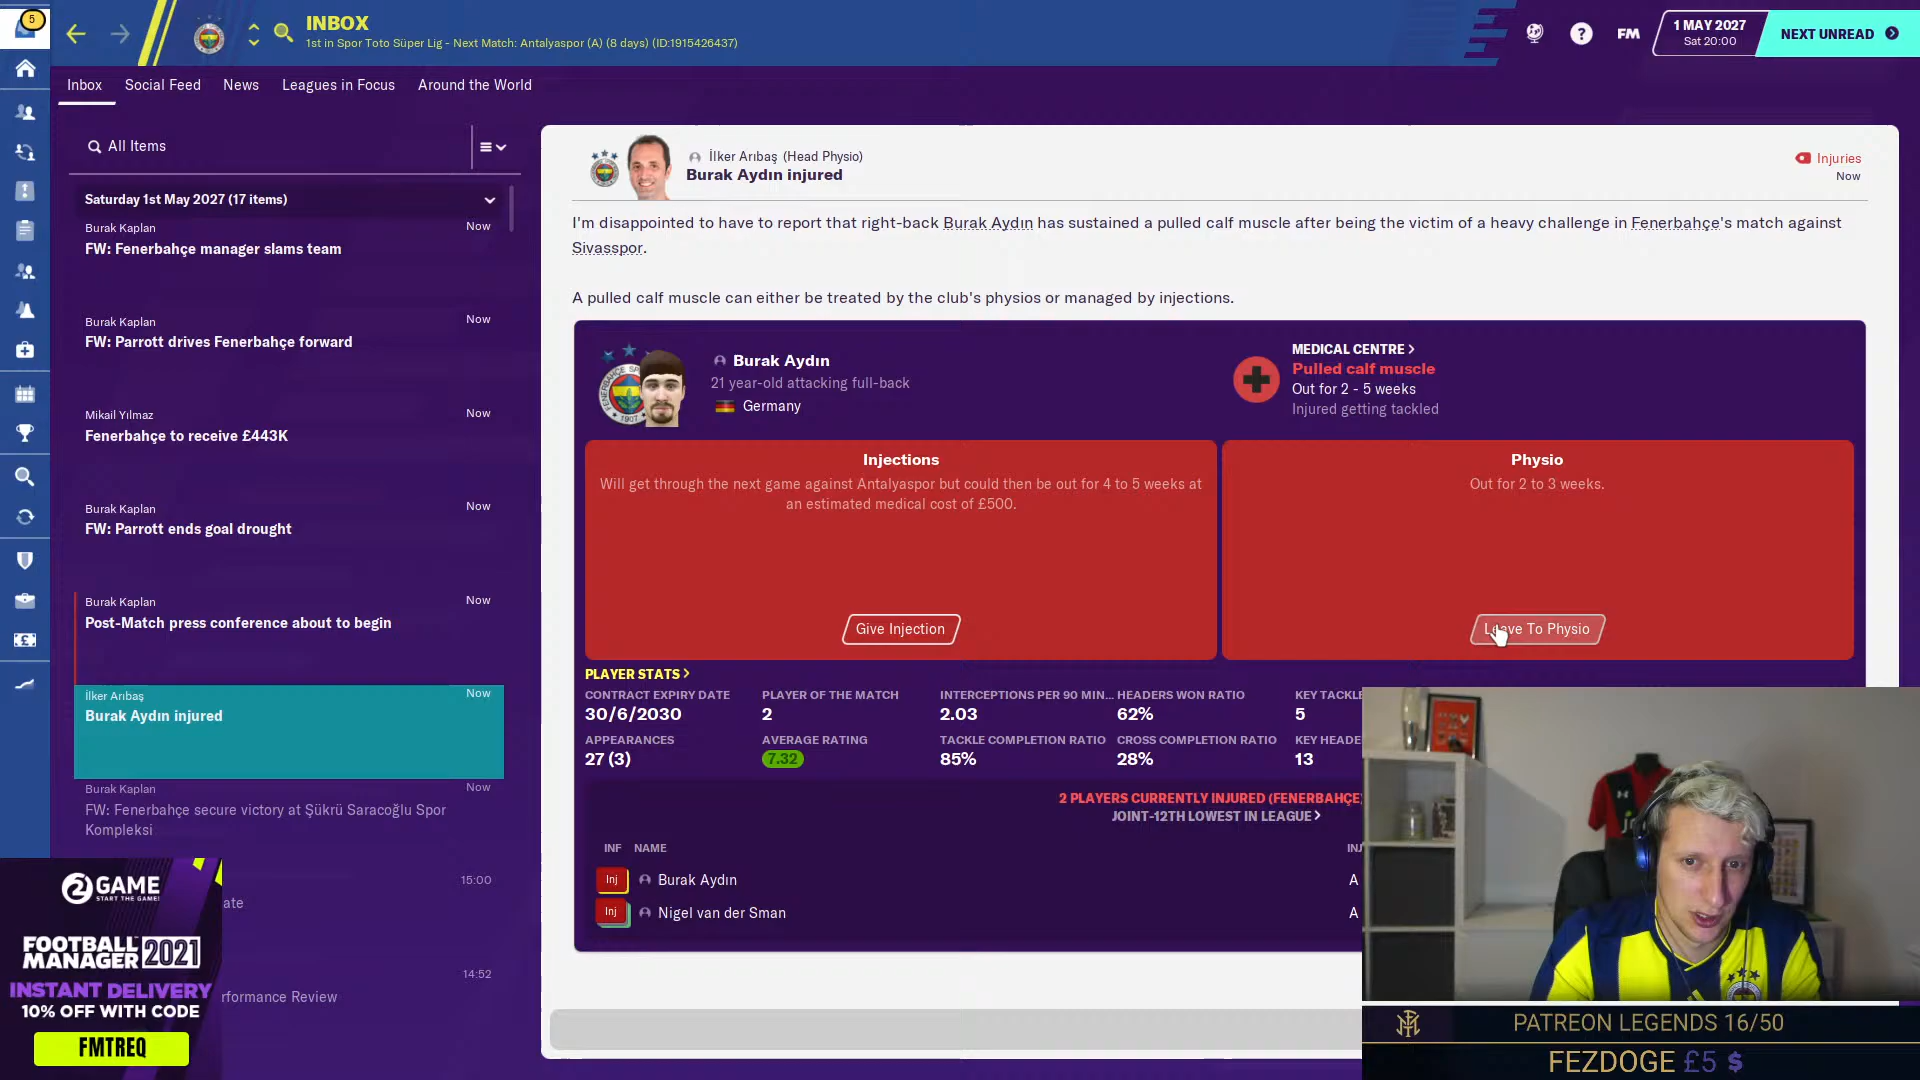 5
INBOX
1st in Spor Toto Süper Lig - Next Match: Antalyaspor (A) (8 days) (ID:1915426437)
?
FM
1 MAY 2027
Sat 20:00
NEXT UNREAD
Inbox
Social Feed
News
Leagues in Focus
Around the World
All Items
Saturday 1st May 2027 (17 items)
Burak Kaplan
Now
FW: Fenerbahçe manager slams team
Burak Kaplan
Now
FW: Parrott drives Fenerbahçe forward
Mikail Yılmaz
Now
Fenerbahçe to receive £443K
Burak Kaplan
Now
FW: Parrott ends goal drought
Burak Kaplan
Now
Post-Match press conference about to begin
İlker Arıbaş
Now
Burak Aydın injured
Burak Kaplan
Now
FW: Fenerbahçe secure victory at Şükrü Saracoğlu Spor
Kompleksi
15:00
ate
14:52
rformance Review
İlker Arıbaş (Head Physio)
Burak Aydın injured
Injuries
Now
I'm disappointed to have to report that right-back Burak Aydın has sustained a pulled calf muscle after being the victim of a heavy challenge in Fenerbahçe's match against
Sivasspor.
A pulled calf muscle can either be treated by the club's physios or managed by injections.
Burak Aydın
21 year-old attacking full-back
Germany
MEDICAL CENTRE
Pulled calf muscle
Out for 2 - 5 weeks
Injured getting tackled
Injections
Will get through the next game against Antalyaspor but could then be out for 4 to 5 weeks at
an estimated medical cost of £500.
Give Injection
Physio
Out for 2 to 3 weeks.
Leave To Physio
PLAYER STATS
CONTRACT EXPIRY DATE
30/6/2030
PLAYER OF THE MATCH
2
INTERCEPTIONS PER 90 MIN...
2.03
HEADERS WON RATIO
62%
KEY TACKLE
5
APPEARANCES
27 (3)
AVERAGE RATING
7.32
TACKLE COMPLETION RATIO
85%
CROSS COMPLETION RATIO
28%
KEY HEADE
13
2 PLAYERS CURRENTLY INJURED (FENERBAHÇE)
JOINT-12TH LOWEST IN LEAGUE
INF
NAME
INJ
Inj
Burak Aydın
A
Inj
Nigel van der Sman
A
2GAME
START THE GAME!
FOOTBALL
MANAGER 2021
INSTANT DELIVERY
10% OFF WITH CODE
FMTREQ
PATREON LEGENDS 16/50
FEZDOGE £5 $